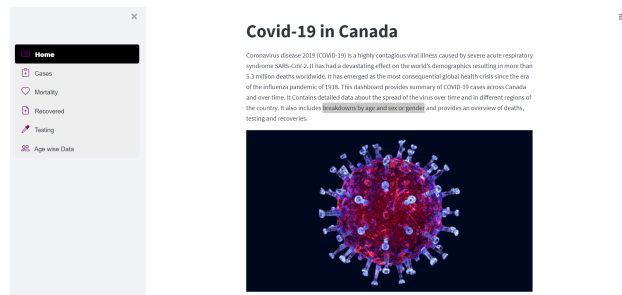 Home
Cases
Mortality
Recovered
Testing
Age wise Data
Covid-19 in Canada
Coronavirus disease 2019 (COVID-19) is a highly contagious viral illness caused by severe acute respiratory
syndrome SARS-CoV-2. It has had a devastating effect on the world's demographics resulting in more than
5.3 million deaths worldwide. It has emerged as the most consequential global health crisis since the era
of the influenza pandemic of 1918. This dashboard provides summary of COVID-19 cases across Canada
and over time. It Contains detailed data about the spread of the virus over time and in different regions of
the country. It also includes breakdowns by age and sex or gender and provides an overview of deaths,
testing and recoveries.